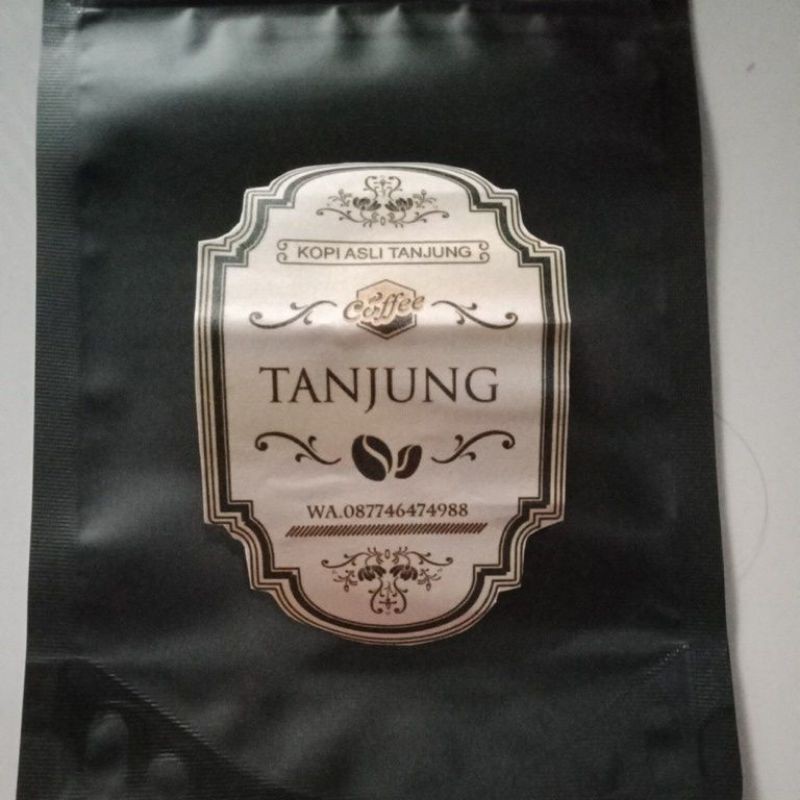 KOPI ASLI TANJUNG
Coffee
TANJUNG
WA.087746474988